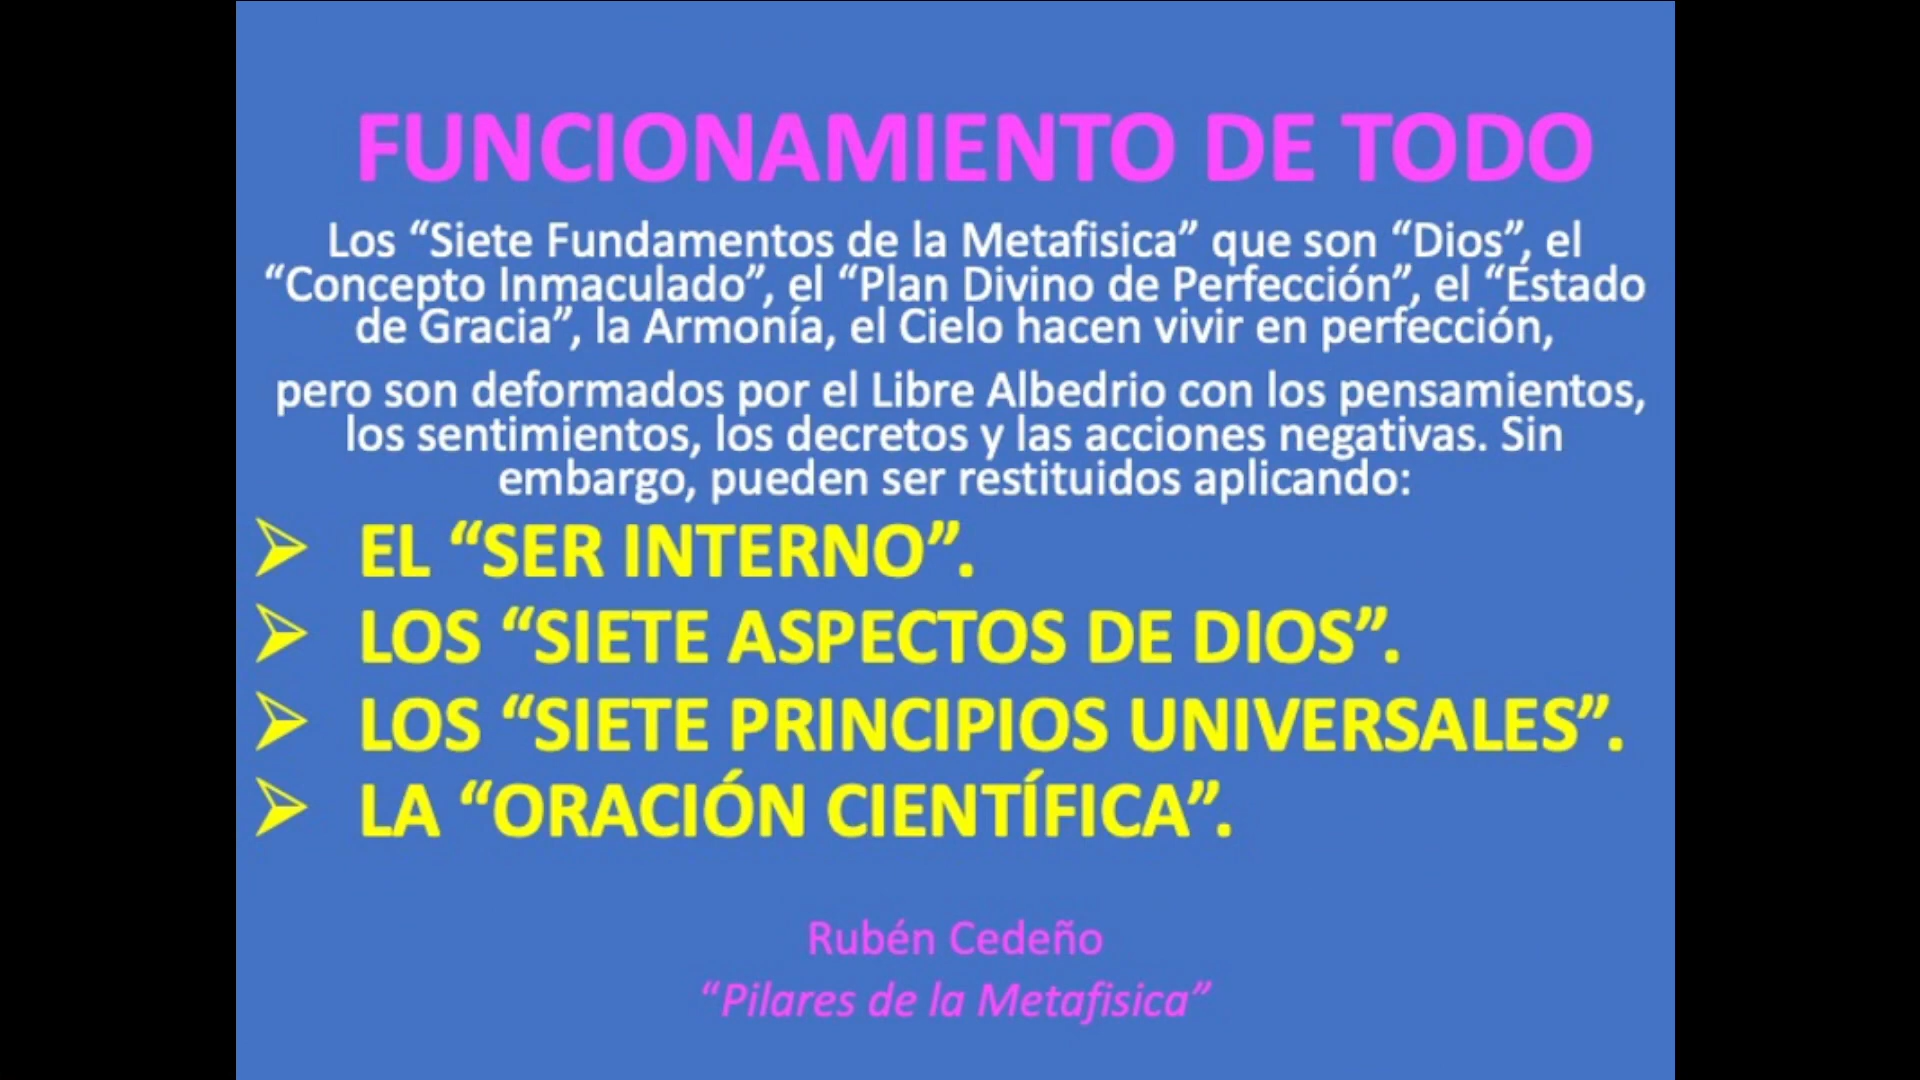 FUNCIONAMIENTO DE TODO
Los “Siete Fundamentos de la Metafisica” que son “Dios”, el
“Concepto Inmaculado”, el “Plan Divino de Perfección”, el “Estado
de Gracia”, la Armonía, el Cielo hacen vivir en perfección,
pero son deformados por el Libre Albedrio con los pensamientos,
los sentimientos, los decretos y las acciones negativas. Sin
embargo, pueden ser restituidos aplicando:
➢ EL “SER INTERNO”.
➢ LOS “SIETE ASPECTOS DE DIOS”.
➢ LOS “SIETE PRINCIPIOS UNIVERSALES”.
➢ LA “ORACIÓN CIENTÍFICA”.
Rubén Cedeño
“Pilares de la Metafisica”